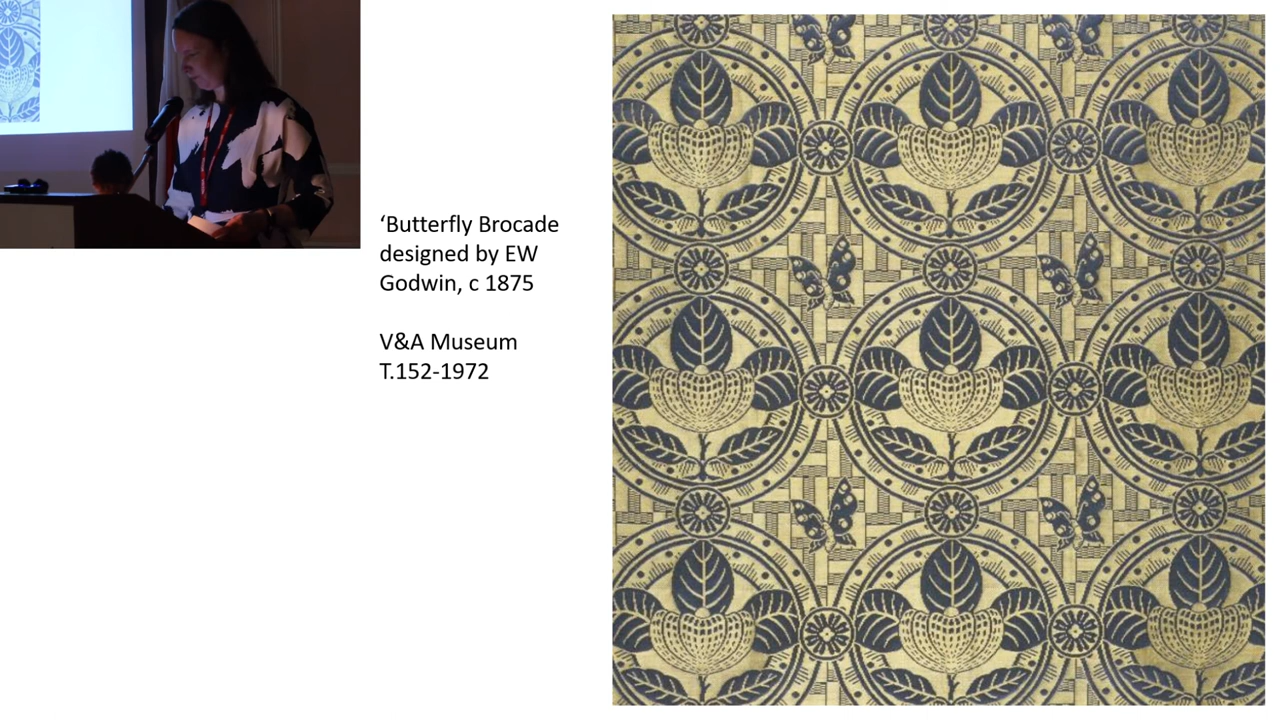 ‘Butterfly Brocade
designed by EW
Godwin, c 1875
V&A Museum
T.152-1972